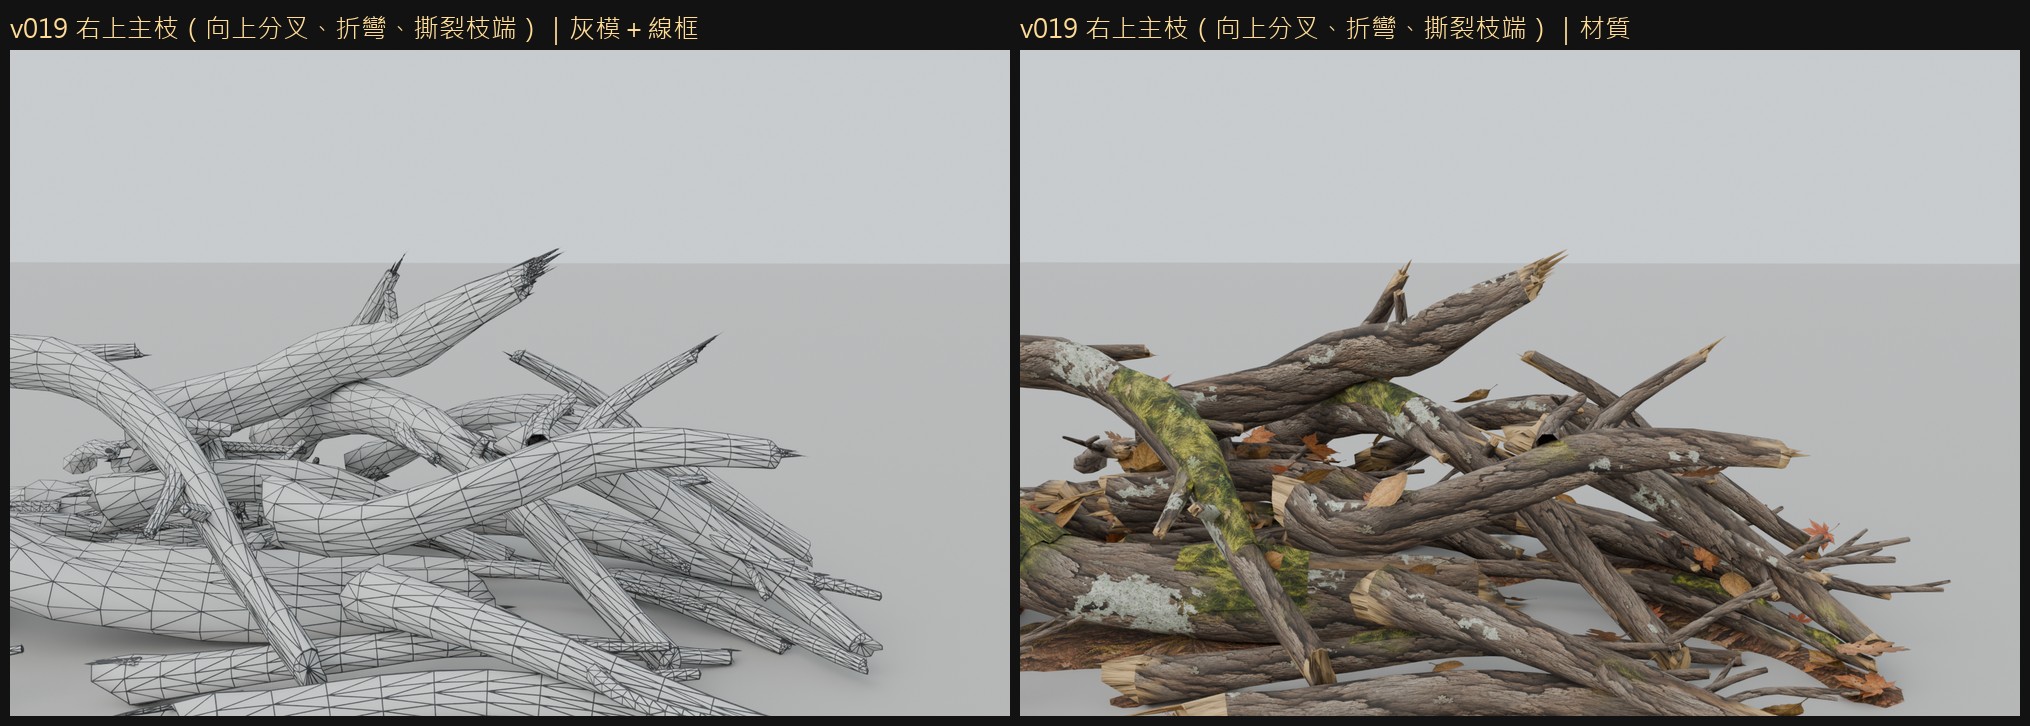 v019 右上主枝（向上分叉、折彎、撕裂枝端）｜灰模＋線框
v019 右上主枝（向上分叉、折彎、撕裂枝端）｜材質